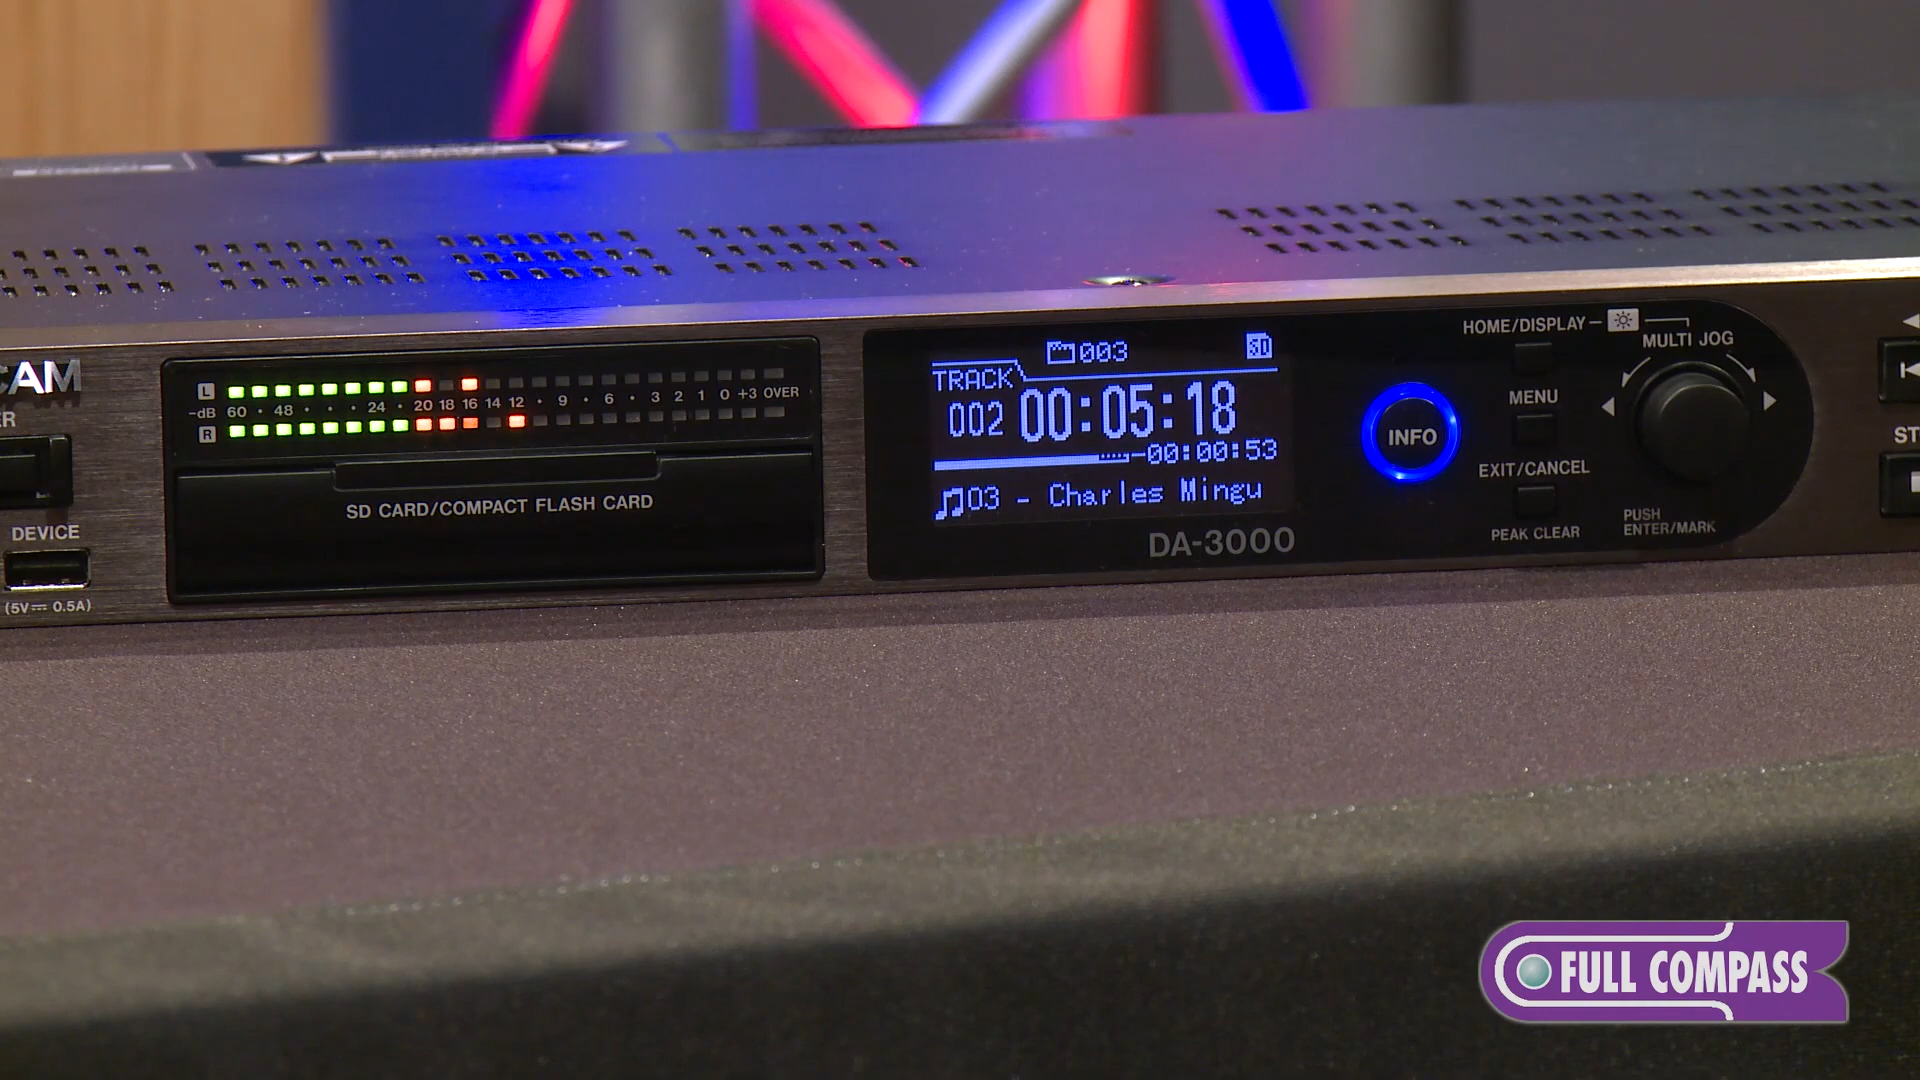 CAM
ER
DEVICE
(5V⎓ 0.5A)
L
-dB 60 · 48 · · · 24 · 20 18 16 14 12 · 9 · 6 · 3 2 1 0 +3 OVER
R
SD CARD/COMPACT FLASH CARD
003 SD
TRACK
002 00:05:18
-00:00:53
03 - Charles Mingu
DA-3000
INFO
HOME/DISPLAY
MENU
EXIT/CANCEL
PEAK CLEAR
MULTI JOG
PUSH
ENTER/MARK
ST
FULL COMPASS